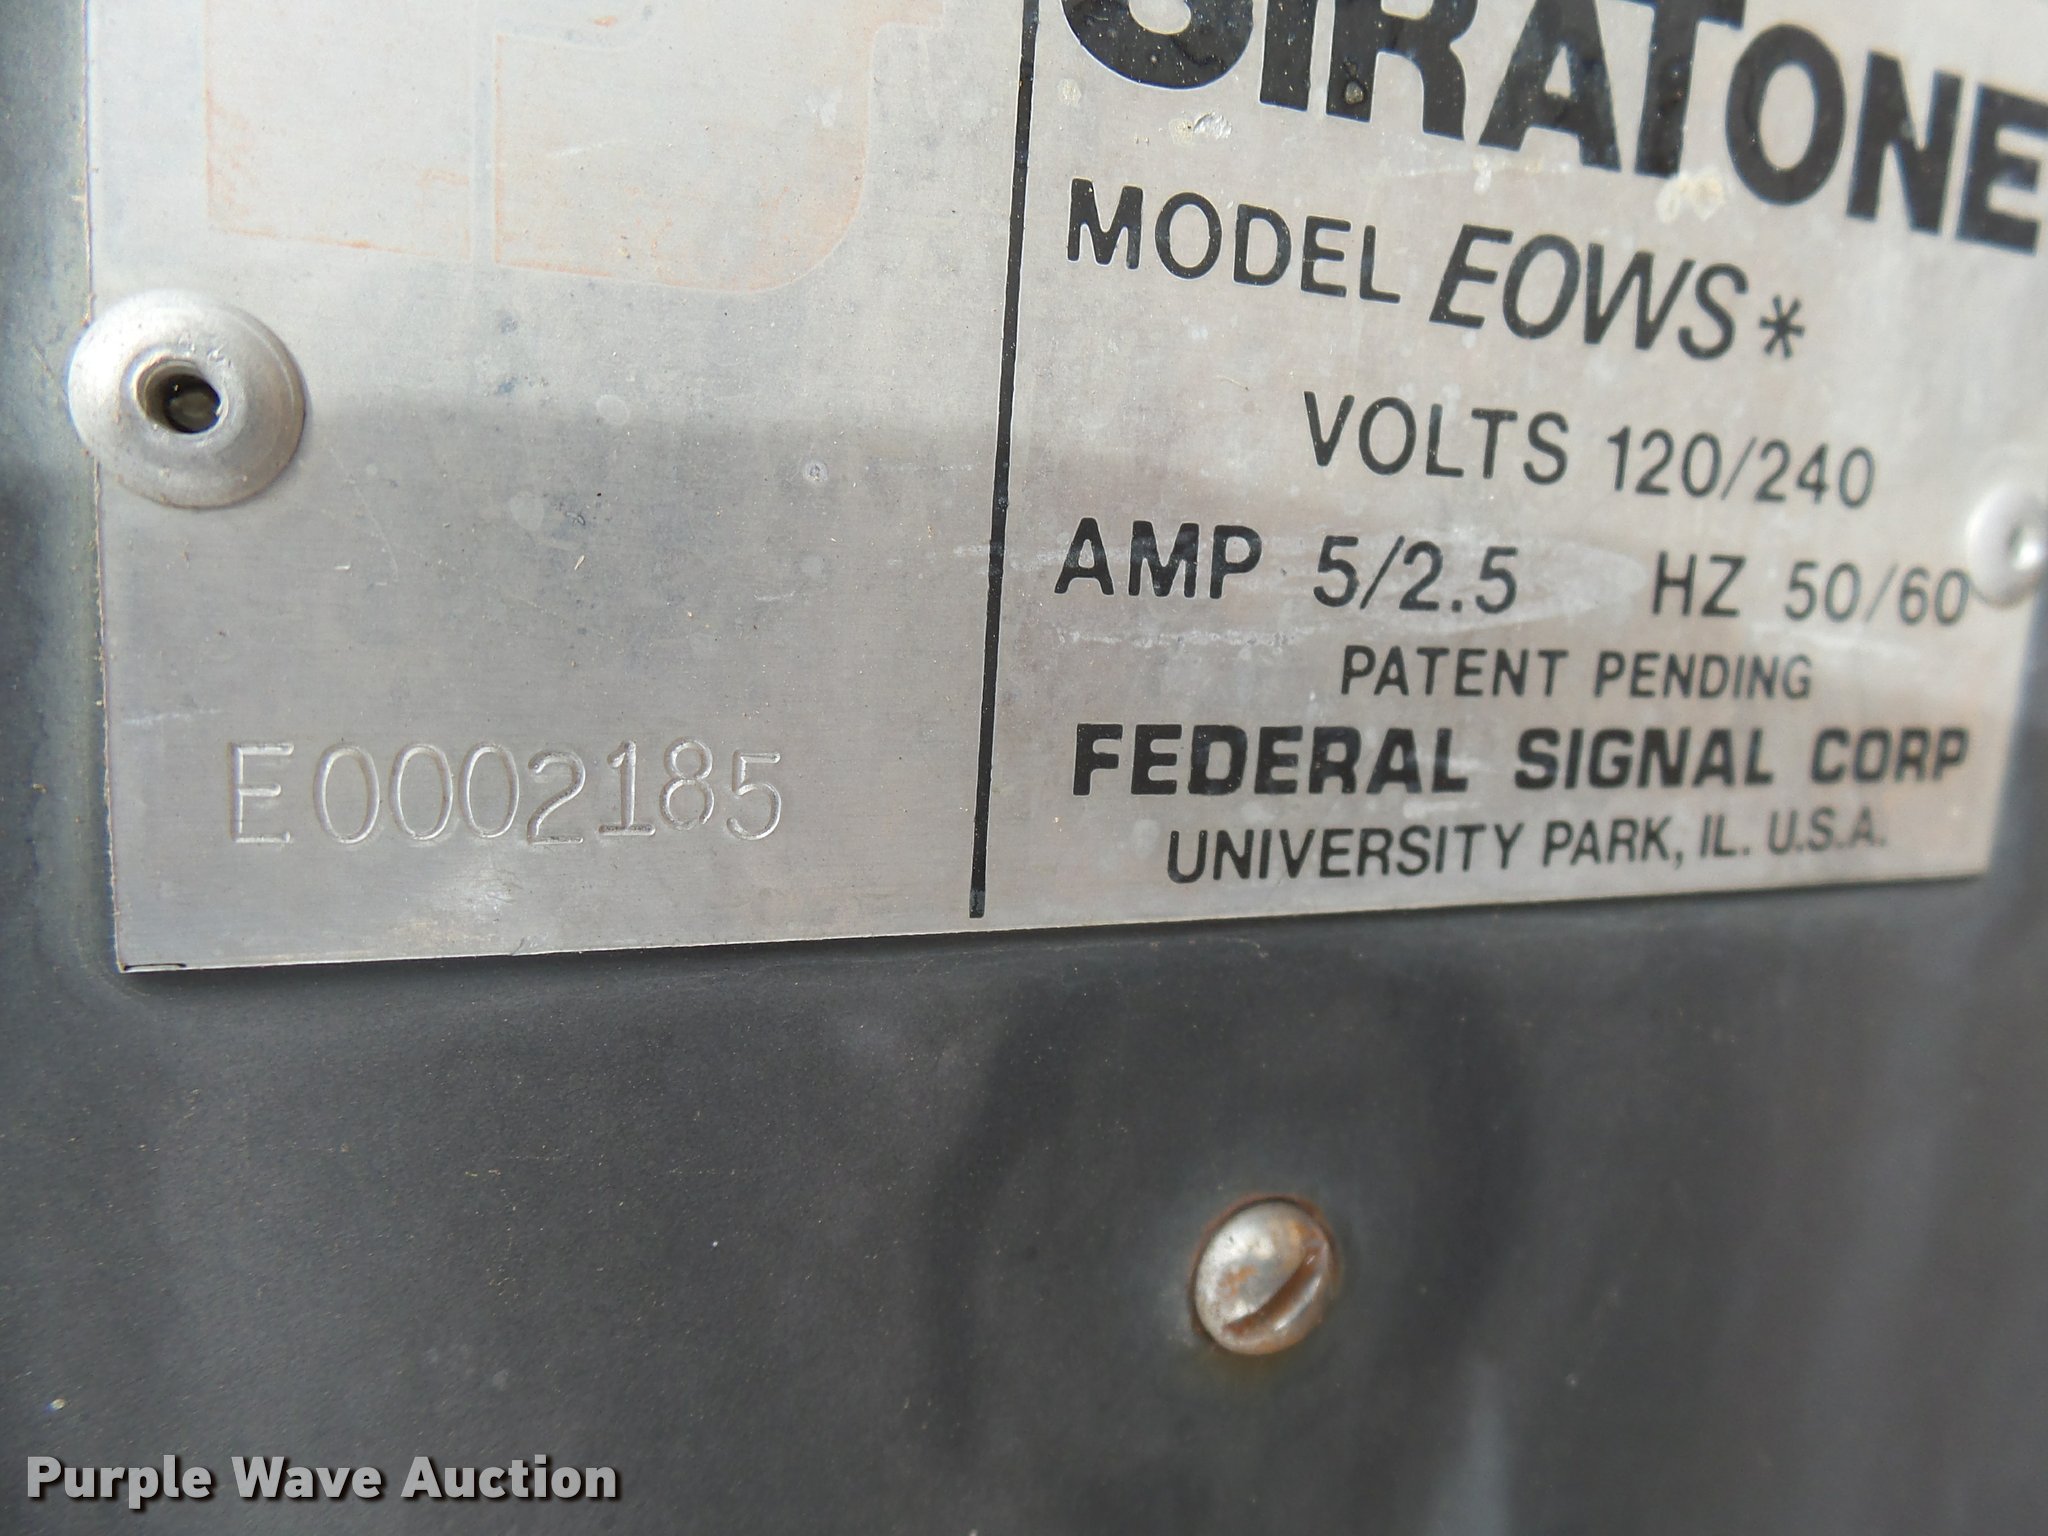 SIRATONE
MODEL EOWS*
VOLTS 120/240
AMP 5/2.5 HZ 50/60
PATENT PENDING
FEDERAL SIGNAL CORP
UNIVERSITY PARK, IL. U.S.A.
E0002185
Purple Wave Auction